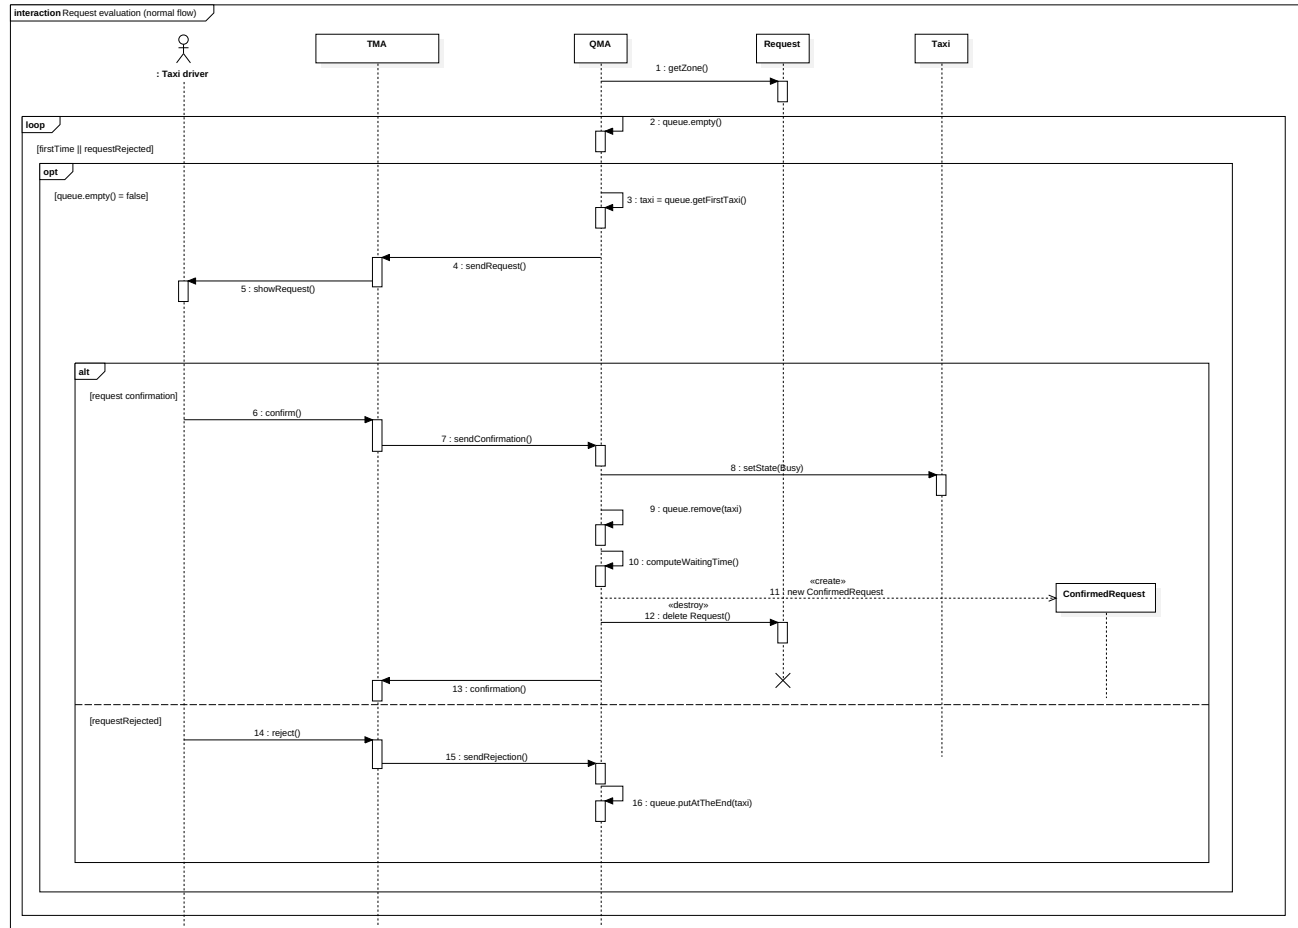 interaction Request evaluation (normal flow)
: Taxi driver
TMA
QMA
Request
Taxi
1 : getZone()
loop
2 : queue.empty()
[firstTime || requestRejected]
opt
[queue.empty() = false]
3 : taxi = queue.getFirstTaxi()
4 : sendRequest()
5 : showRequest()
alt
[request confirmation]
6 : confirm()
7 : sendConfirmation()
8 : setState(Busy)
9 : queue.remove(taxi)
10 : computeWaitingTime()
«create»
11 : new ConfirmedRequest
ConfirmedRequest
«destroy»
12 : delete Request()
13 : confirmation()
[requestRejected]
14 : reject()
15 : sendRejection()
16 : queue.putAtTheEnd(taxi)